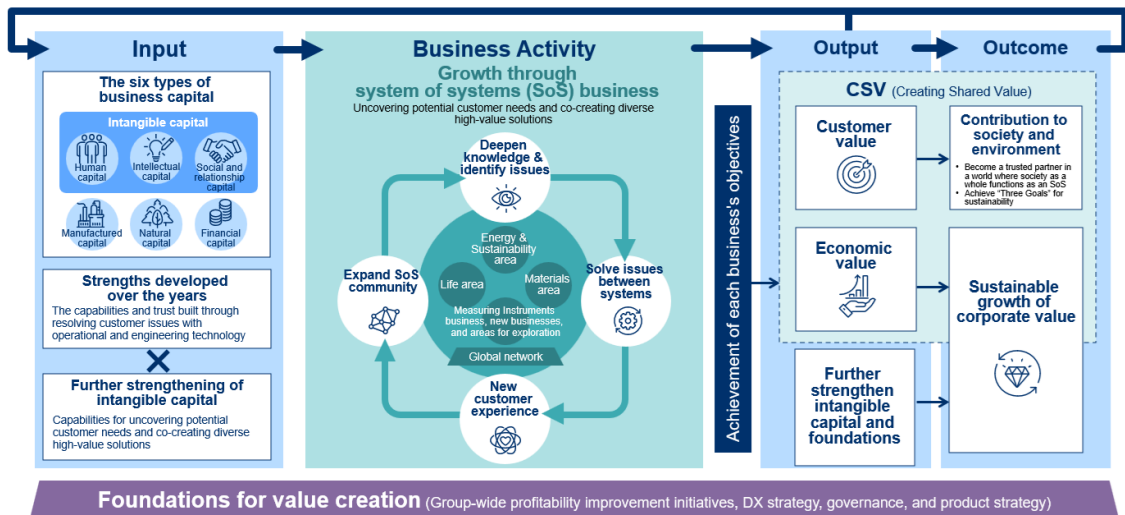 Input
The six types of
business capital
Intangible capital
Human
capital
Intellectual
capital
Social and
relationship
capital
Manufactured
capital
Natural
capital
Financial
capital
Strengths developed
over the years
The capabilities and trust built through
resolving customer issues with
operational and engineering technology
×
Further strengthening of
intangible capital
Capabilities for uncovering potential
customer needs and co-creating diverse
high-value solutions
Business Activity
Growth through
system of systems (SoS) business
Uncovering potential customer needs and co-creating diverse
high-value solutions
Deepen
knowledge &
identify issues
Solve issues
between
systems
New
customer
experience
Expand SoS
community
Energy &
Sustainability
area
Life area
Materials
area
Measuring Instruments
business, new businesses,
and areas for exploration
Global network
Achievement of each business's objectives
Output
Outcome
CSV (Creating Shared Value)
Customer
value
Contribution to
society and
environment
• Become a trusted partner in
a world where society as a
whole functions as an SoS
• Achieve "Three Goals" for
sustainability
Economic
value
Sustainable
growth of
corporate value
Further
strengthen
intangible
capital and
foundations
Foundations for value creation (Group-wide profitability improvement initiatives, DX strategy, governance, and product strategy)